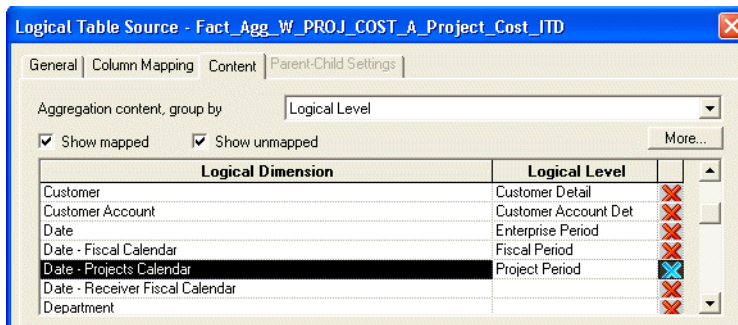 Logical Table Source - Fact_Agg_W_PROJ_COST_A_Project_Cost_ITD
General Column Mapping Content Parent-Child Settings
Aggregation content, group by Logical Level
Show mapped Show unmapped More...
Logical Dimension Logical Level
Customer Customer Detail
Customer Account Customer Account Det
Date Enterprise Period
Date - Fiscal Calendar Fiscal Period
Date - Projects Calendar Project Period
Date - Receiver Fiscal Calendar
Department